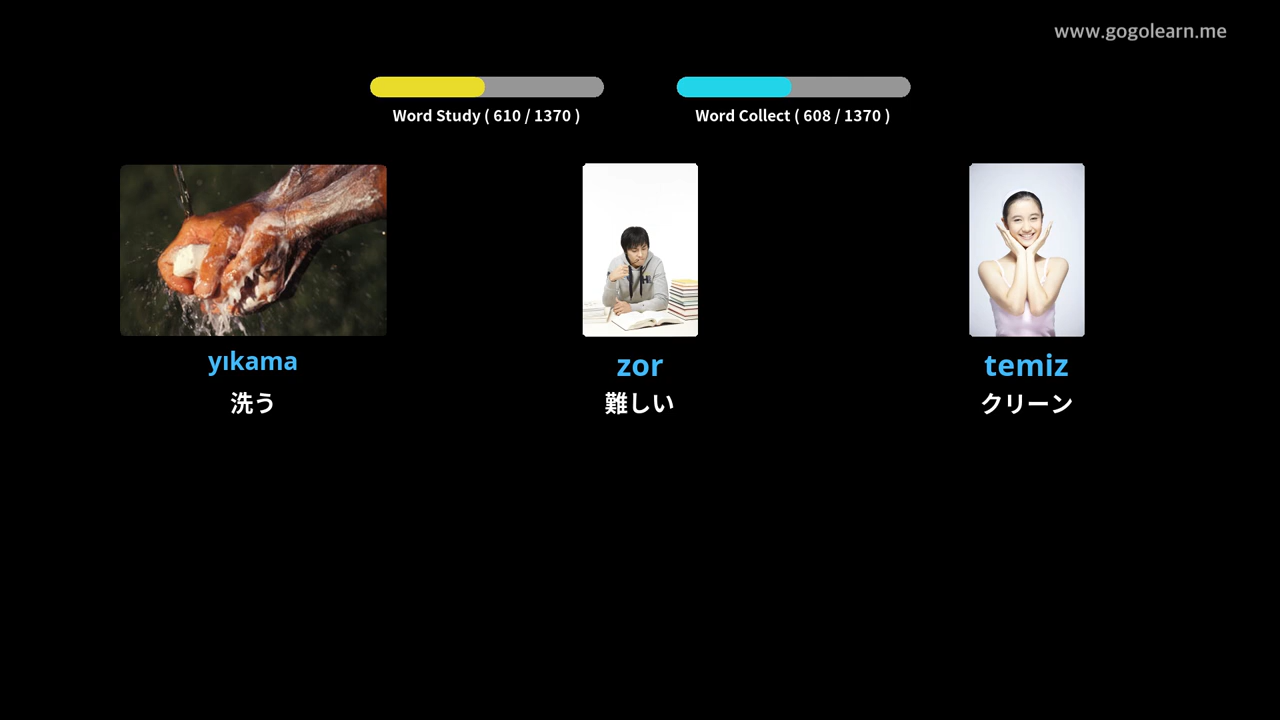 www.gogolearn.me
Word Study ( 610 / 1370 )
Word Collect ( 608 / 1370 )
yıkama
洗う
zor
難しい
temiz
クリーン